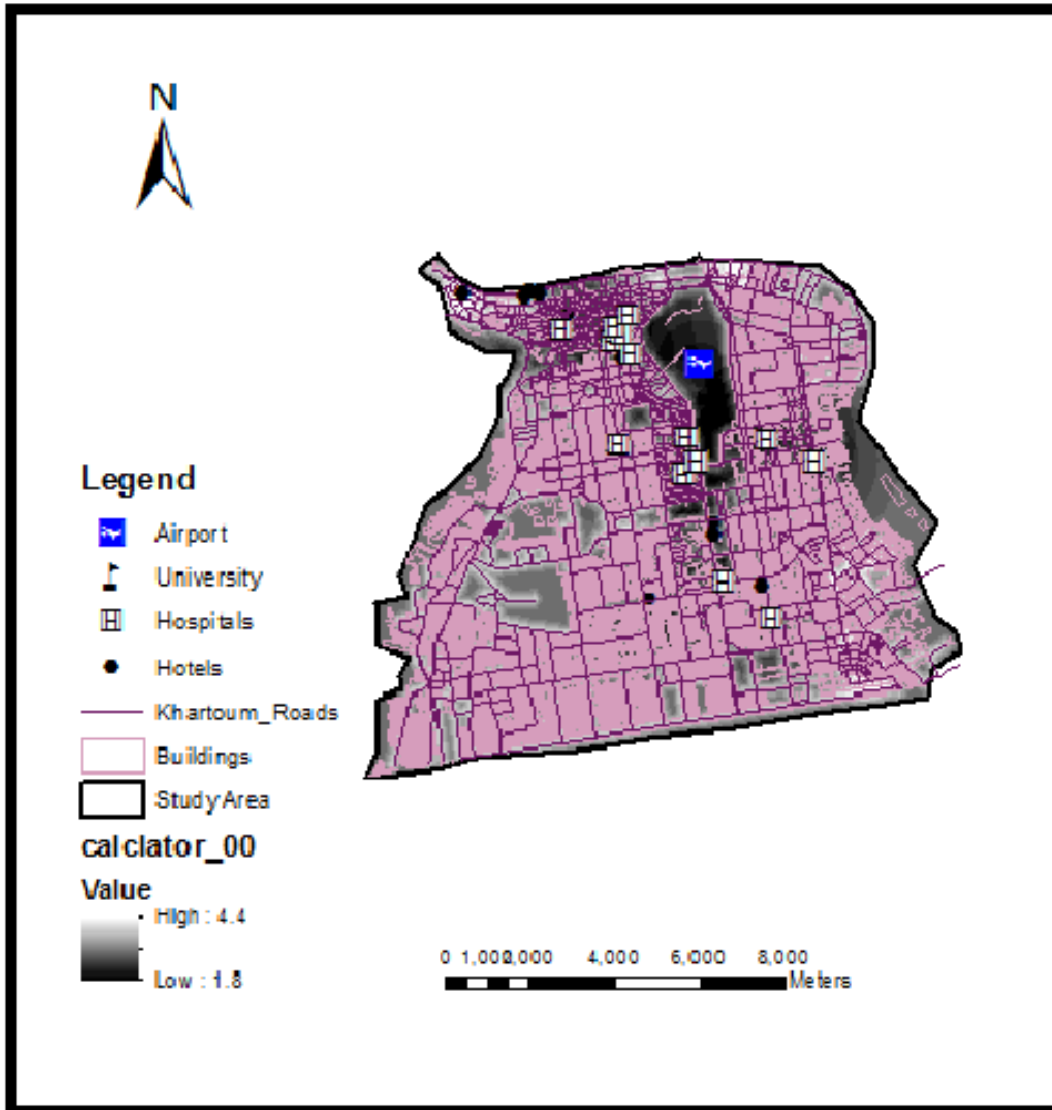 N
Legend
Airport
University
Hospitals
Hotels
Khartoum_Roads
Buildings
Study Area
calclator_00
Value
High : 4.4
Low : 1.8
0 1,000 2,000 4,000 6,000 8,000
Meters